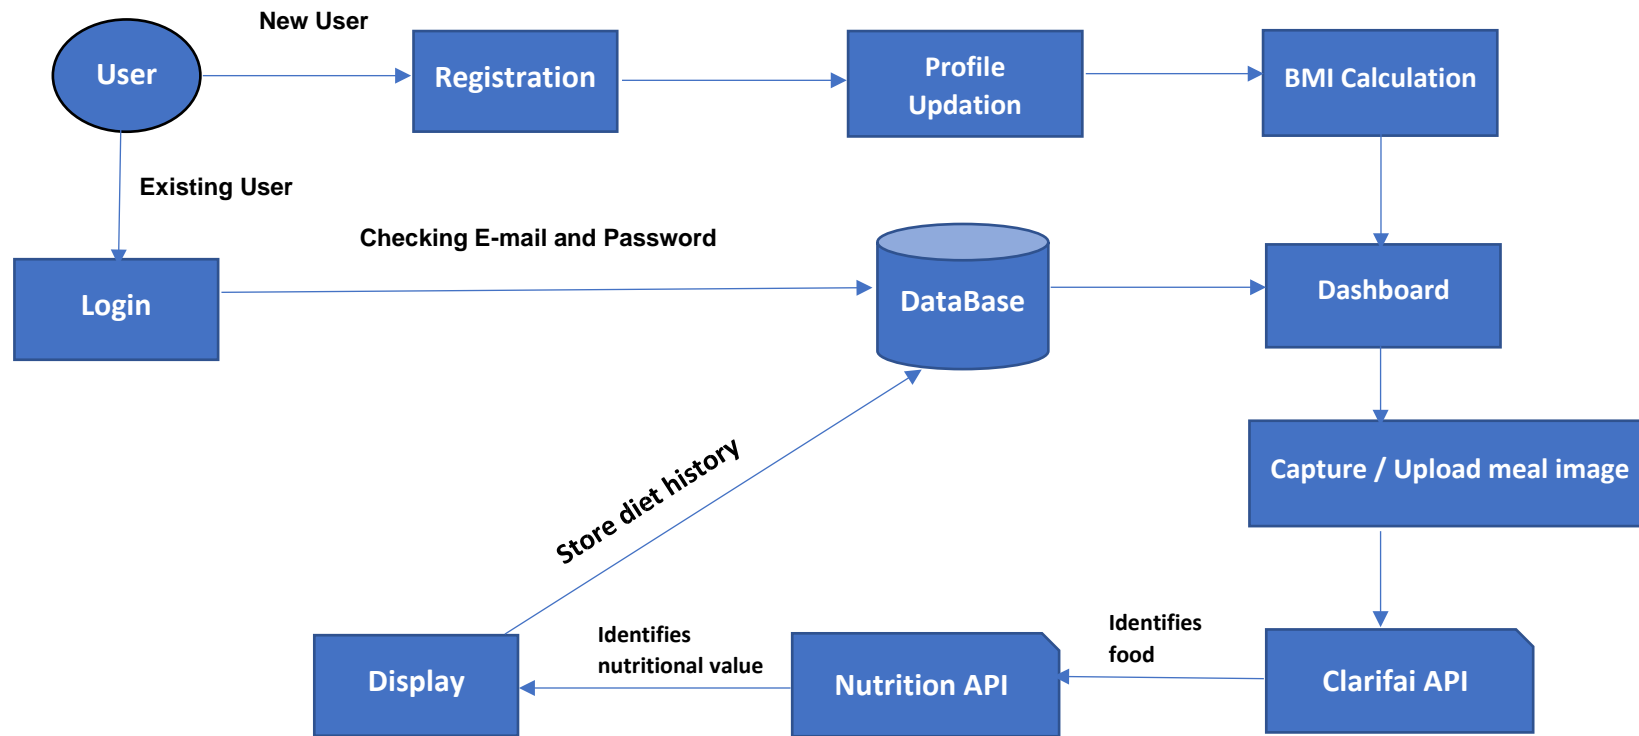 New User
User
Registration
Profile
Updation
BMI Calculation
Existing User
Checking E-mail and Password
Login
DataBase
Dashboard
Store diet history
Capture / Upload meal image
Identifies
nutritional value
Identifies
food
Display
Nutrition API
Clarifai API